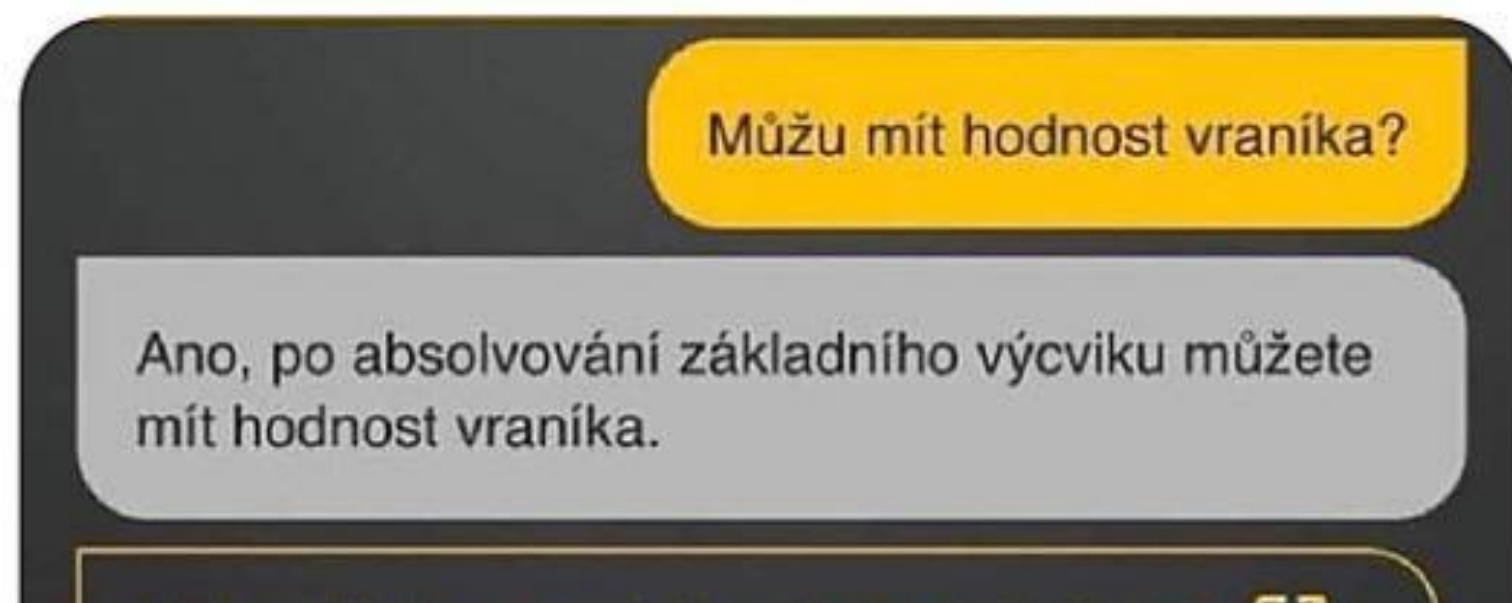 Můžu mít hodnost vraníka?
Ano, po absolvování základního výcviku můžete
mít hodnost vraníka.